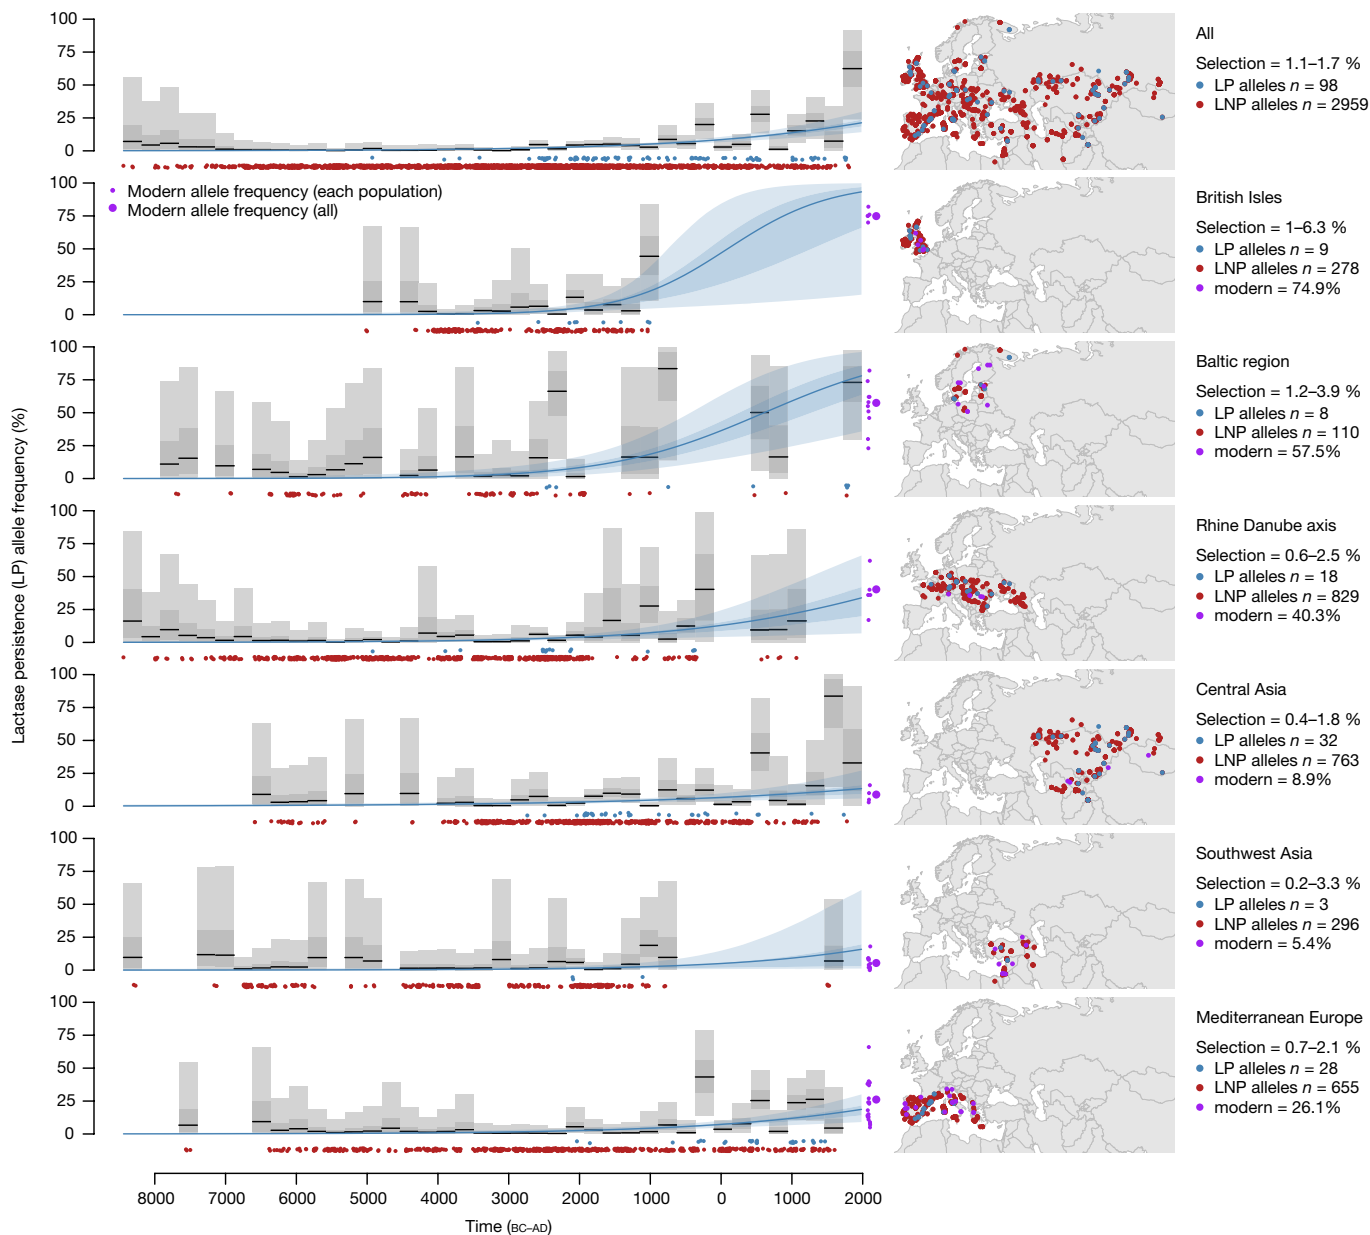 Lactase persistence (LP) allele frequency (%)
100
75
50
25
0
All
Selection = 1.1–1.7 %
LP alleles n = 98
LNP alleles n = 2959
100
75
50
25
0
Modern allele frequency (each population)
Modern allele frequency (all)
British Isles
Selection = 1–6.3 %
LP alleles n = 9
LNP alleles n = 278
modern = 74.9%
100
75
50
25
0
Baltic region
Selection = 1.2–3.9 %
LP alleles n = 8
LNP alleles n = 110
modern = 57.5%
100
75
50
25
0
Rhine Danube axis
Selection = 0.6–2.5 %
LP alleles n = 18
LNP alleles n = 829
modern = 40.3%
100
75
50
25
0
Central Asia
Selection = 0.4–1.8 %
LP alleles n = 32
LNP alleles n = 763
modern = 8.9%
100
75
50
25
0
Southwest Asia
Selection = 0.2–3.3 %
LP alleles n = 3
LNP alleles n = 296
modern = 5.4%
100
75
50
25
0
Mediterranean Europe
Selection = 0.7–2.1 %
LP alleles n = 28
LNP alleles n = 655
modern = 26.1%
8000 7000 6000 5000 4000 3000 2000 1000 0 1000 2000
Time (BC–AD)